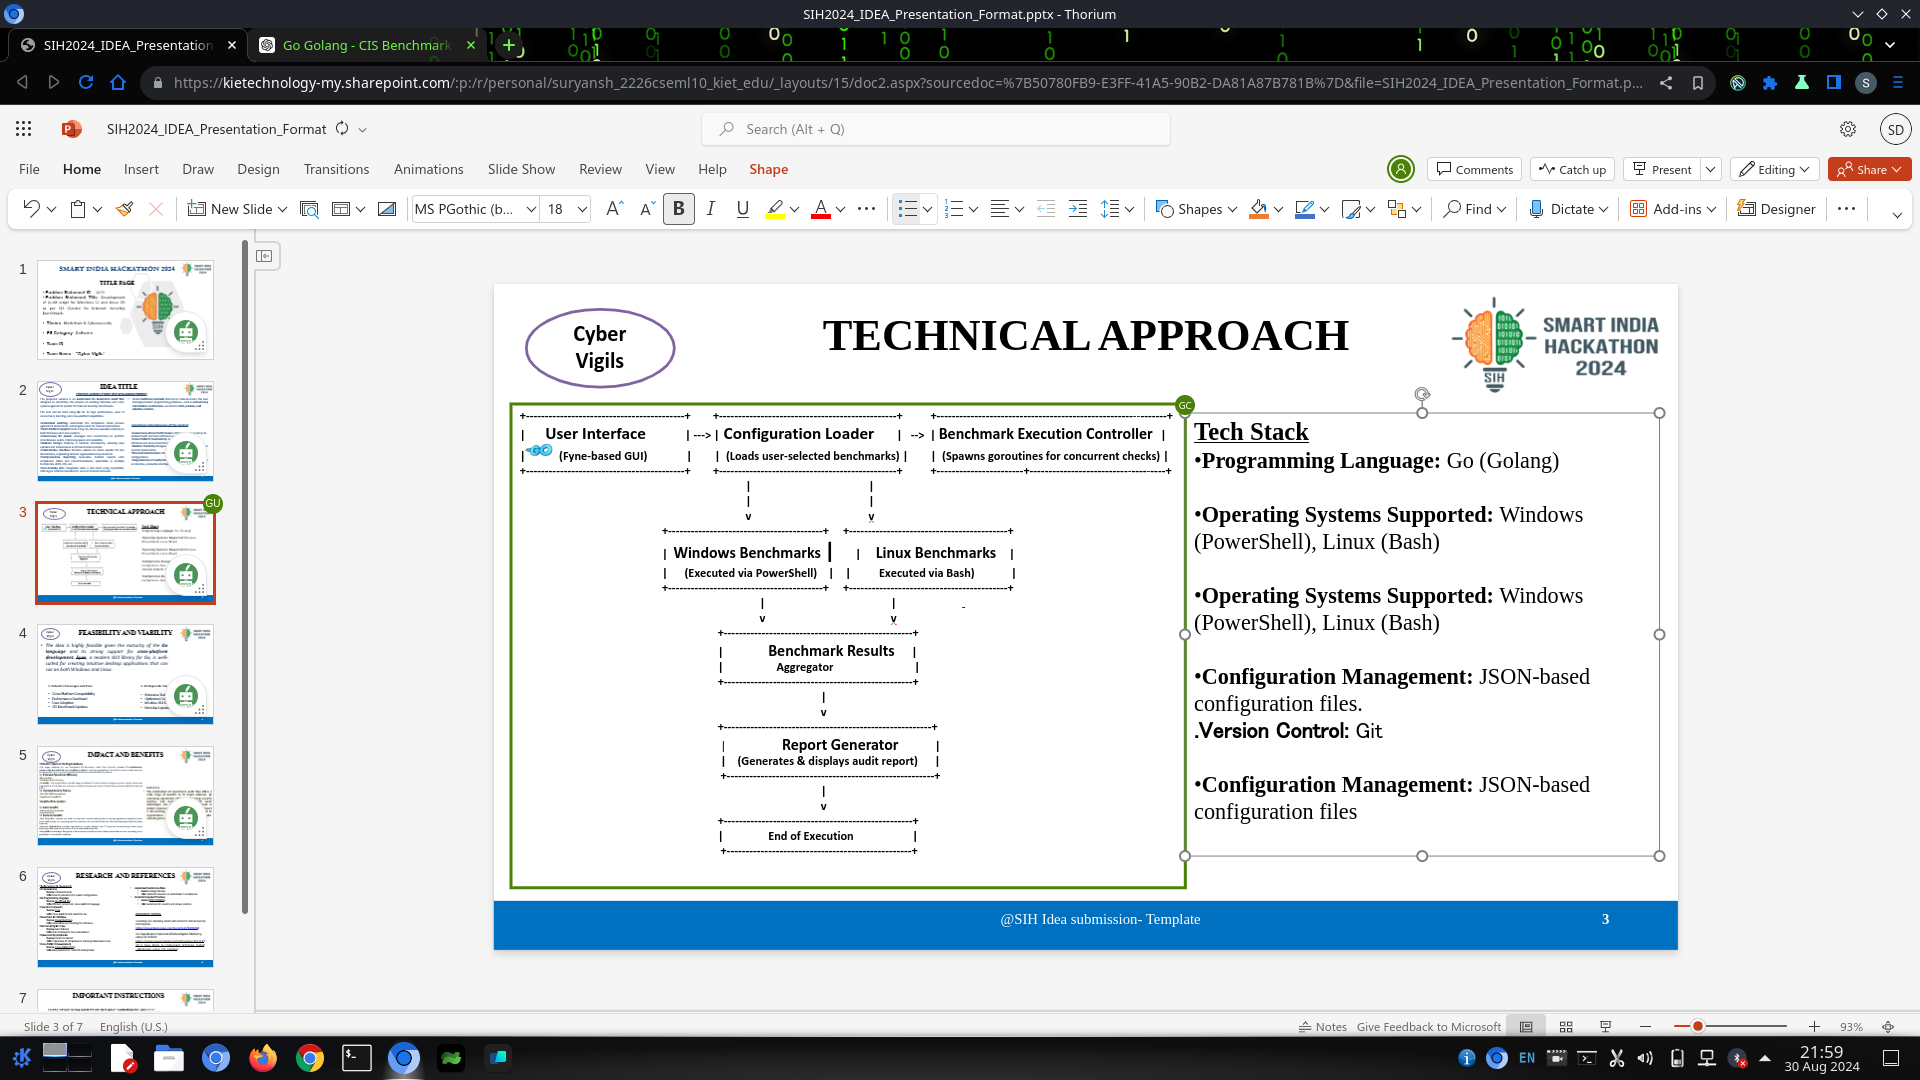 SIH2024_IDEA_Presentation_Format.pptx - Thorium
SIH2024_IDEA_Presentation
Go Golang - CIS Benchmark
https://kietechnology-my.sharepoint.com/:p:/r/personal/suryansh_2226cseml10_kiet_edu/_layouts/15/doc2.aspx?sourcedoc=%7B50780FB9-E3FF-41A5-90B2-DA81A87B781B%7D&file=SIH2024_IDEA_Presentation_Format.p...
S
SIH2024_IDEA_Presentation_Format
Search (Alt + Q)
SD
File Home Insert Draw Design Transitions Animations Slide Show Review View Help Shape
Comments Catch up Present Editing Share
New Slide MS PGothic (b... 18 B I U Shapes Find Dictate Add-ins Designer
1
SMART INDIA HACKATHON 2024
TITLE PAGE
2
IDEA TITLE
3
GU
TECHNICAL APPROACH
4
FEASIBILITY AND VIABILITY
5
IMPACT AND BENEFITS
6
RESEARCH AND REFERENCES
7
IMPORTANT INSTRUCTIONS
Cyber
Vigils
TECHNICAL APPROACH
SIH
SMART INDIA
HACKATHON
2024
GC
+-------------------------------------------+ +-------------------------------------------------+ +--------------------------------------------------------------+
| User Interface | ---> | Configuration Loader | --> | Benchmark Execution Controller |
| GO (Fyne-based GUI) | | (Loads user-selected benchmarks) | | (Spawns goroutines for concurrent checks) |
+-------------------------------------------+ +-------------------------------------------------+ +------------------------+-------------------------------------+
| |
| |
v v
+-----------------------------------------+ +-------------------------------------------+
| Windows Benchmarks | | Linux Benchmarks |
| (Executed via PowerShell) | | Executed via Bash) |
+-----------------------------------------+ +-------------------------------------------+
| | -
v v
+---------------------------------------------------+
| Benchmark Results |
| Aggregator |
+---------------------------------------------------+
|
v
+-------------------------------------------------------+
| Report Generator |
| (Generates & displays audit report) |
+-------------------------------------------------------+
|
v
+---------------------------------------------------+
| End of Execution |
+-------------------------------------------------+
Tech Stack
•Programming Language: Go (Golang)
•Operating Systems Supported: Windows
(PowerShell), Linux (Bash)
•Operating Systems Supported: Windows
(PowerShell), Linux (Bash)
•Configuration Management: JSON-based
configuration files.
.Version Control: Git
•Configuration Management: JSON-based
configuration files
@SIH Idea submission- Template
3
Slide 3 of 7 English (U.S.)
Notes Give Feedback to Microsoft 93%
EN
21:59
30 Aug 2024